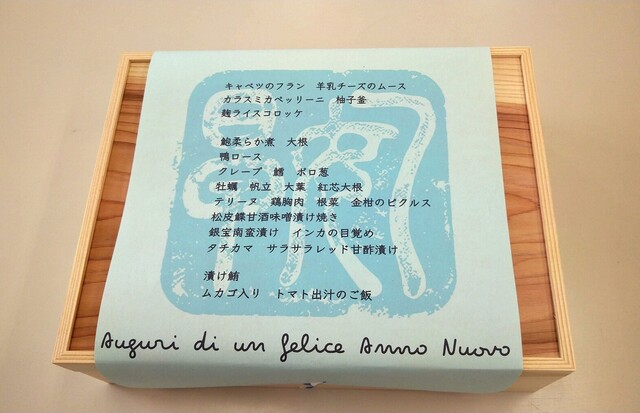 キャベツのフラン　羊乳チーズのムース
カラスミカペッリーニ　柚子釜
麹ライスコロッケ
鮑柔らか煮　大根
鴨ロース
クレープ　鱈　ポロ葱
牡蠣　帆立　大葉　紅芯大根
テリーヌ　鶏胸肉　根菜　金柑のピクルス
松皮鰈甘酒味噌漬け焼き
銀宝南蛮漬け　インカの目覚め
タチカマ　サラサラレッド甘酢漬け
漬け鮪
ムカゴ入り　トマト出汁のご飯
Auguri di un felice Anno Nuovo